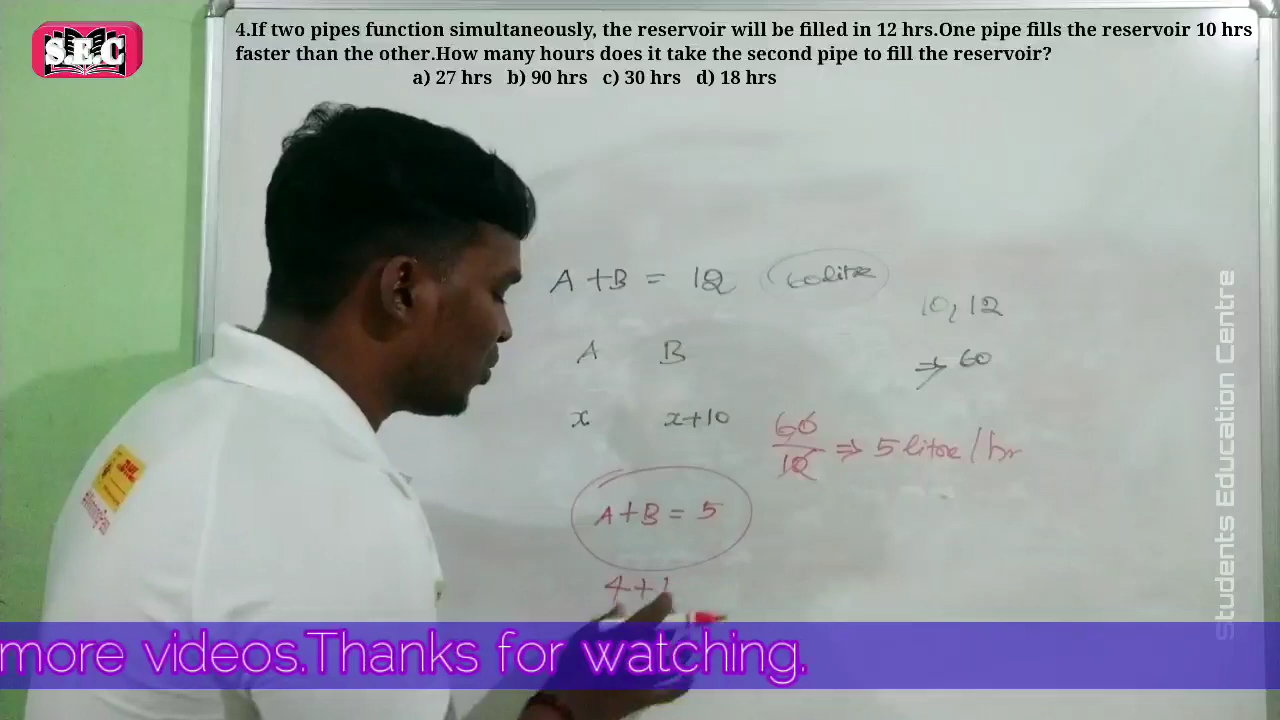 S.E.C
4.If two pipes function simultaneously, the reservoir will be filled in 12 hrs.One pipe fills the reservoir 10 hrs
faster than the other.How many hours does it take the second pipe to fill the reservoir?
a) 27 hrs b) 90 hrs c) 30 hrs d) 18 hrs
A + B = 12 60 litre
10, 12
A B
⇒ 60
x x+10
60/12 ⇒ 5 litre / hr
A + B = 5
4 + 1
Students Education Centre
more videos.Thanks for watching.